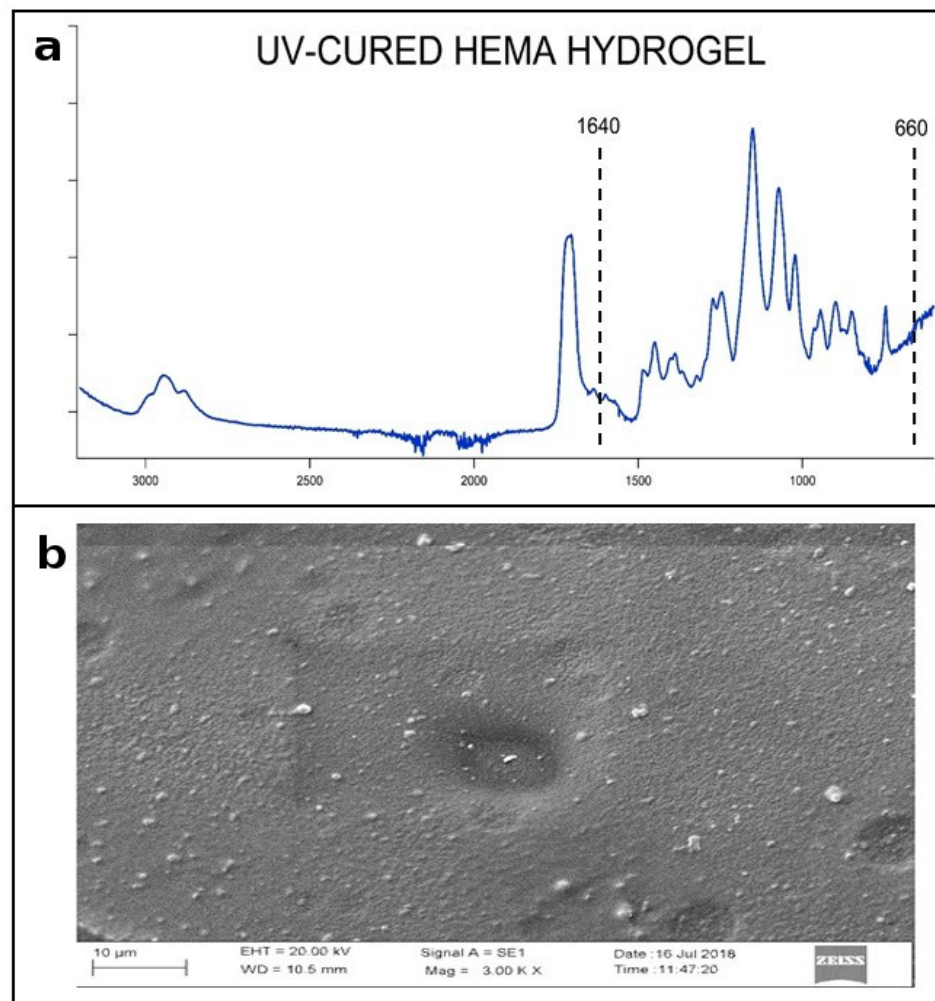 a
UV-CURED HEMA HYDROGEL
1640
660
3000 2500 2000 1500 1000
b
10 µm EHT = 20.00 kV Signal A = SE1 Date :16 Jul 2018 ZEISS
WD = 10.5 mm Mag = 3.00 K X Time :11:47:20